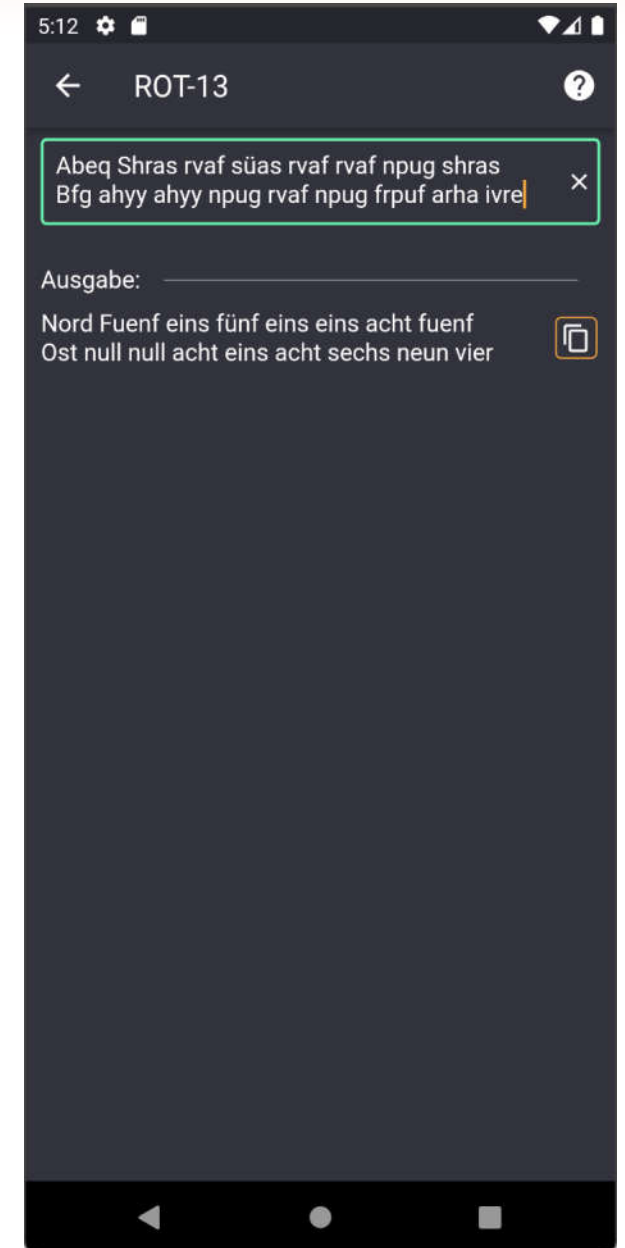 5:12
ROT-13
Abeq Shras rvaf süas rvaf rvaf npug shras
Bfg ahyy ahyy npug rvaf npug frpuf arha ivre
Ausgabe:
Nord Fuenf eins fünf eins eins acht fuenf
Ost null null acht eins acht sechs neun vier